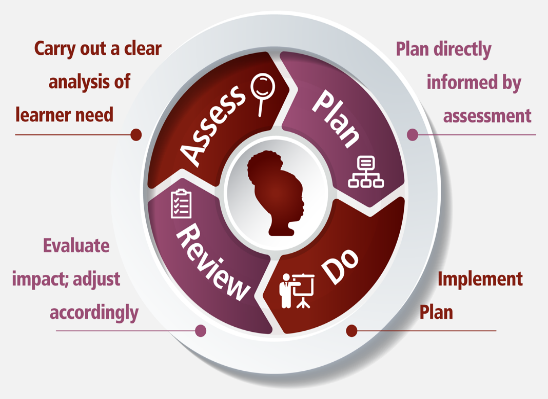 Carry out a clear
analysis of
learner need
Plan directly
informed by
assessment
Assess
Plan
Review
Do
Evaluate
impact; adjust
accordingly
Implement
Plan